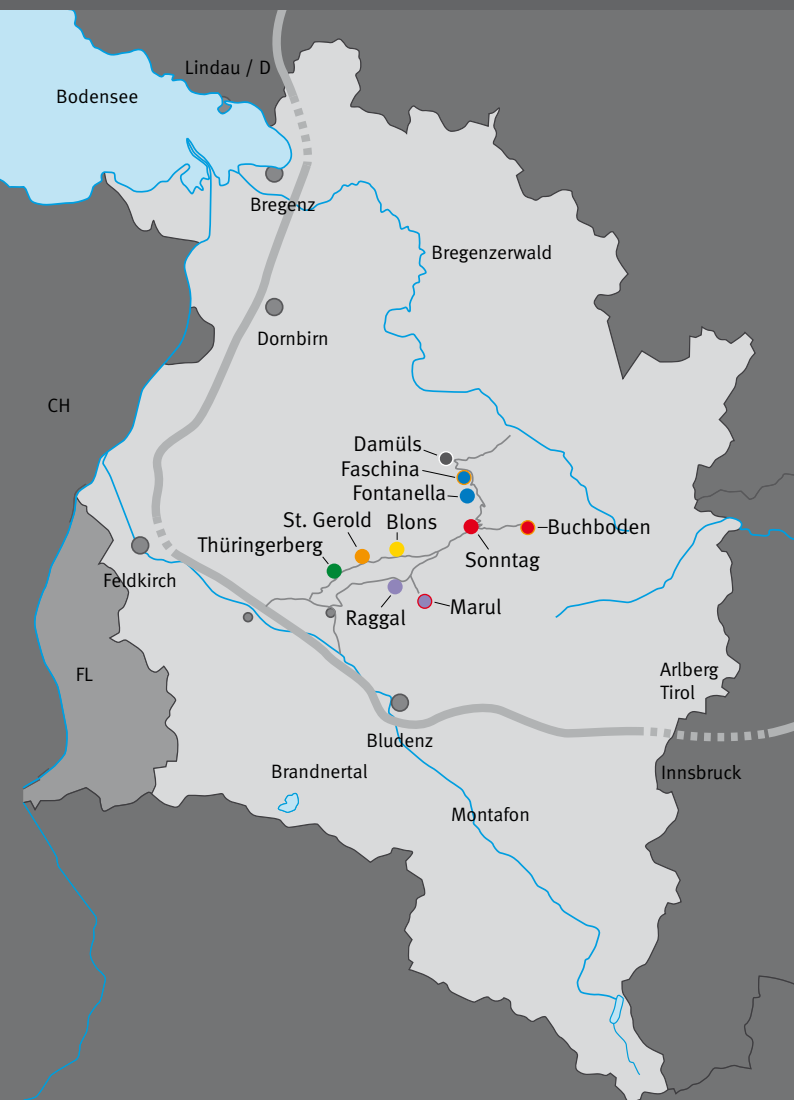 Lindau / D
Bodensee
Bregenz
Bregenzerwald
Dornbirn
CH
Damüls
Faschina
Fontanella
St. Gerold
Blons
Buchboden
Thüringerberg
Sonntag
Feldkirch
Raggal
Marul
FL
Arlberg
Tirol
Bludenz
Brandnertal
Innsbruck
Montafon